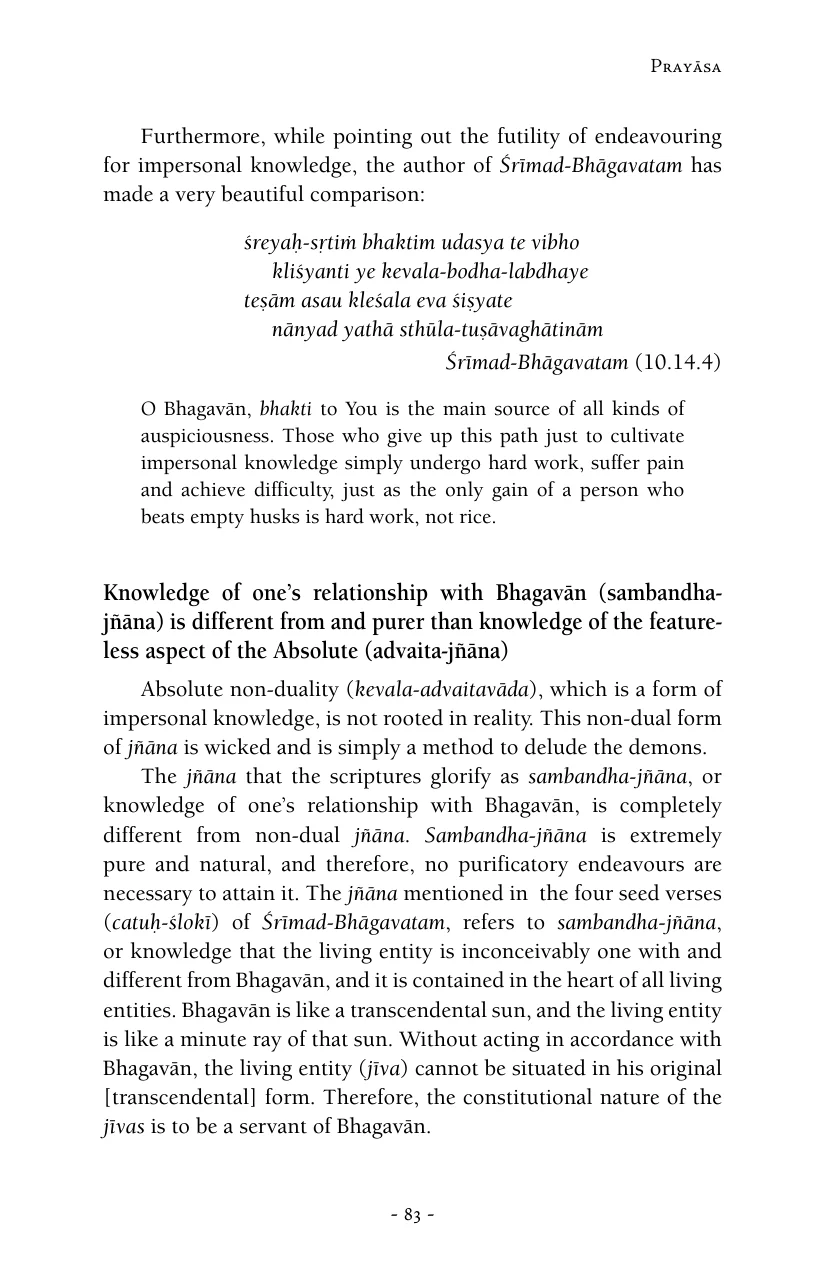 Prayāsa
Furthermore, while pointing out the futility of endeavouring
for impersonal knowledge, the author of Śrīmad-Bhāgavatam has
made a very beautiful comparison:
śreyaḥ-sṛtiṁ bhaktim udasya te vibho
kliśyanti ye kevala-bodha-labdhaye
teṣām asau kleśala eva śiṣyate
nānyad yathā sthūla-tuṣāvaghātinām
Śrīmad-Bhāgavatam (10.14.4)
O Bhagavān, bhakti to You is the main source of all kinds of
auspiciousness. Those who give up this path just to cultivate
impersonal knowledge simply undergo hard work, suffer pain
and achieve difficulty, just as the only gain of a person who
beats empty husks is hard work, not rice.
Knowledge of one’s relationship with Bhagavān (sambandha-
jñāna) is different from and purer than knowledge of the feature-
less aspect of the Absolute (advaita-jñāna)
Absolute non-duality (kevala-advaitavāda), which is a form of
impersonal knowledge, is not rooted in reality. This non-dual form
of jñāna is wicked and is simply a method to delude the demons.
The jñāna that the scriptures glorify as sambandha-jñāna, or
knowledge of one’s relationship with Bhagavān, is completely
different from non-dual jñāna. Sambandha-jñāna is extremely
pure and natural, and therefore, no purificatory endeavours are
necessary to attain it. The jñāna mentioned in the four seed verses
(catuḥ-ślokī) of Śrīmad-Bhāgavatam, refers to sambandha-jñāna,
or knowledge that the living entity is inconceivably one with and
different from Bhagavān, and it is contained in the heart of all living
entities. Bhagavān is like a transcendental sun, and the living entity
is like a minute ray of that sun. Without acting in accordance with
Bhagavān, the living entity (jīva) cannot be situated in his original
[transcendental] form. Therefore, the constitutional nature of the
jīvas is to be a servant of Bhagavān.
- 83 -